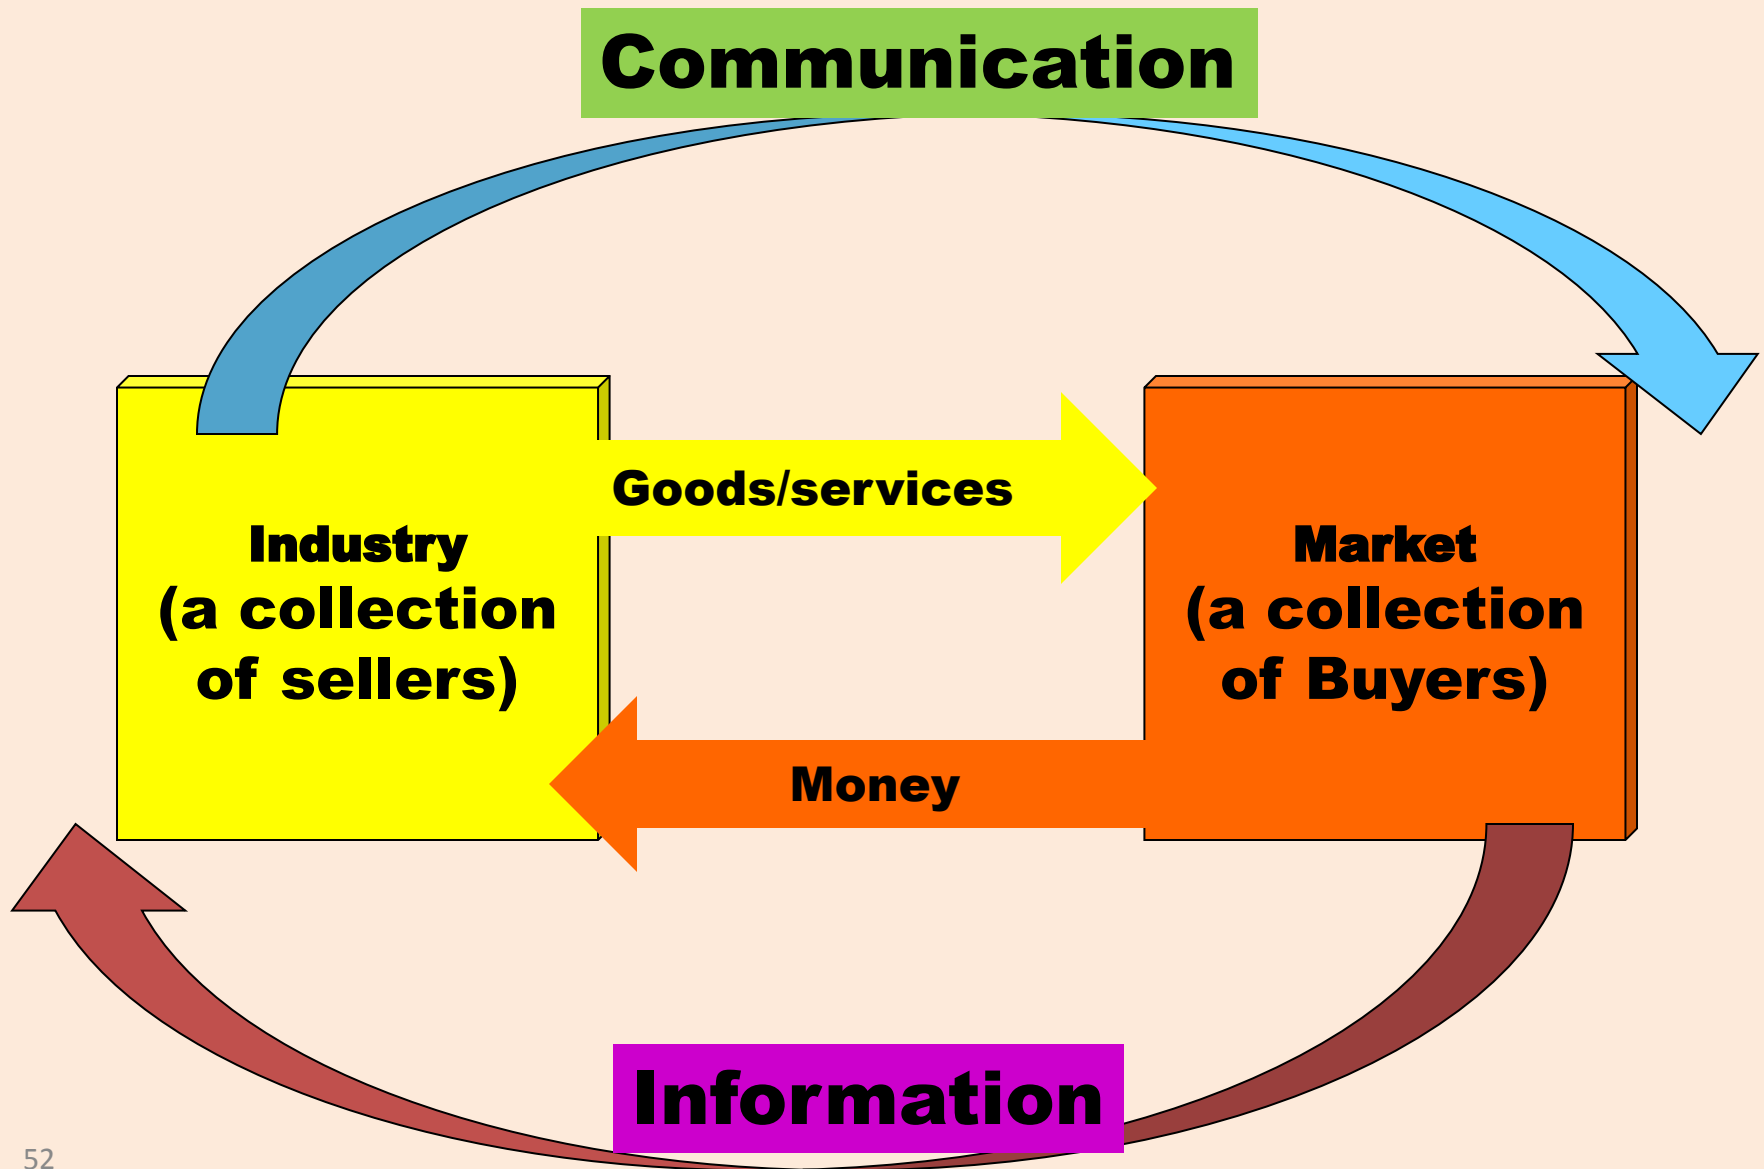 Communication
Goods/services
Industry
(a collection
of sellers)
Market
(a collection
of Buyers)
Money
Information
52